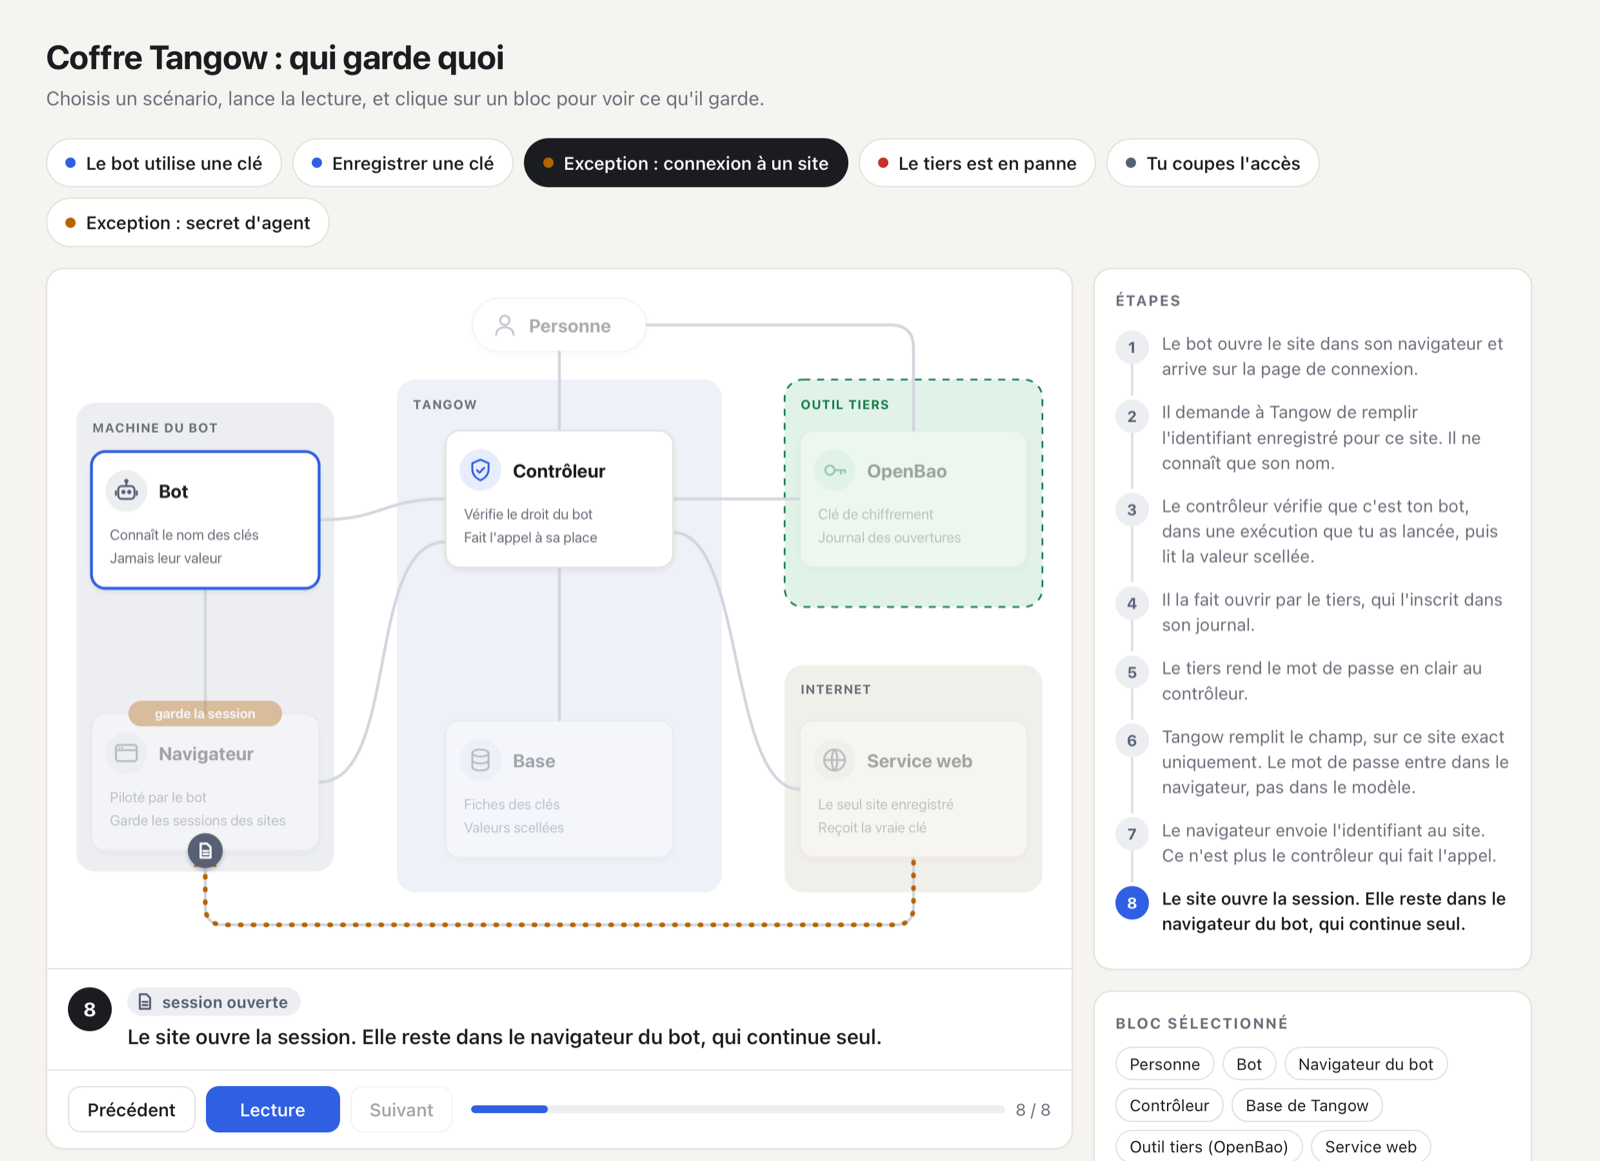 Coffre Tangow : qui garde quoi
Choisis un scénario, lance la lecture, et clique sur un bloc pour voir ce qu'il garde.
Le bot utilise une clé
Enregistrer une clé
Exception : connexion à un site
Le tiers est en panne
Tu coupes l'accès
Exception : secret d'agent
Personne
MACHINE DU BOT
Bot
Connaît le nom des clés
Jamais leur valeur
garde la session
Navigateur
Piloté par le bot
Garde les sessions des sites
TANGOW
Contrôleur
Vérifie le droit du bot
Fait l'appel à sa place
Base
Fiches des clés
Valeurs scellées
OUTIL TIERS
OpenBao
Clé de chiffrement
Journal des ouvertures
INTERNET
Service web
Le seul site enregistré
Reçoit la vraie clé
8
session ouverte
Le site ouvre la session. Elle reste dans le navigateur du bot, qui continue seul.
Précédent
Lecture
Suivant
8 / 8
ÉTAPES
1
Le bot ouvre le site dans son navigateur et
arrive sur la page de connexion.
2
Il demande à Tangow de remplir
l'identifiant enregistré pour ce site. Il ne
connaît que son nom.
3
Le contrôleur vérifie que c'est ton bot,
dans une exécution que tu as lancée, puis
lit la valeur scellée.
4
Il la fait ouvrir par le tiers, qui l'inscrit dans
son journal.
5
Le tiers rend le mot de passe en clair au
contrôleur.
6
Tangow remplit le champ, sur ce site exact
uniquement. Le mot de passe entre dans le
navigateur, pas dans le modèle.
7
Le navigateur envoie l'identifiant au site.
Ce n'est plus le contrôleur qui fait l'appel.
8
Le site ouvre la session. Elle reste dans le
navigateur du bot, qui continue seul.
BLOC SÉLECTIONNÉ
Personne
Bot
Navigateur du bot
Contrôleur
Base de Tangow
Outil tiers (OpenBao)
Service web